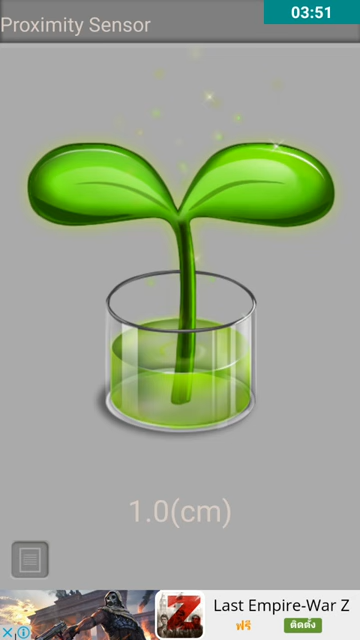 03:51
Proximity Sensor
1.0(cm)
Last Empire-War Z
Z
ฟรี
ติดตั้ง